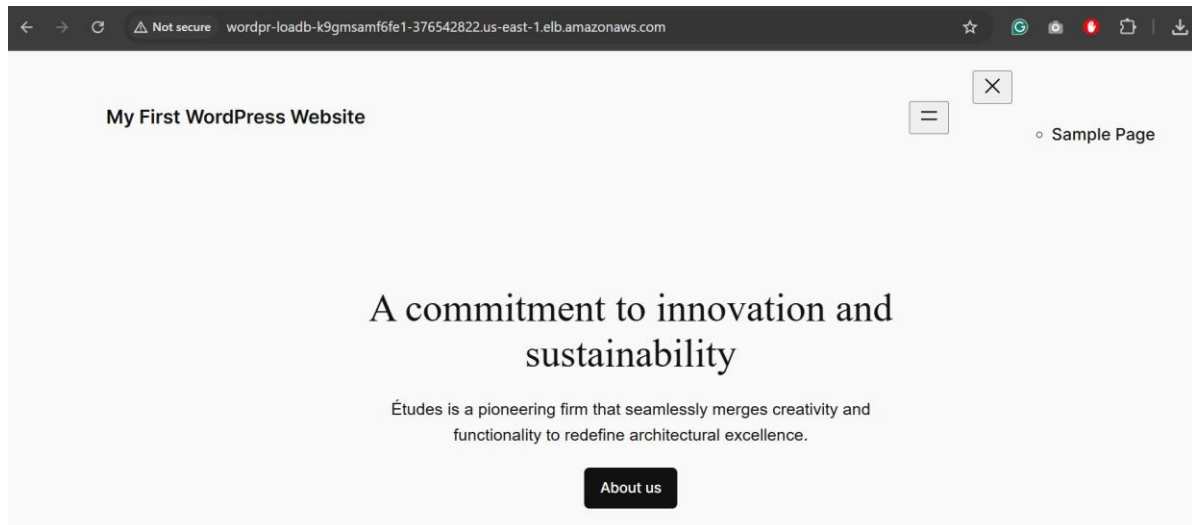 Not secure wordpr-loadb-k9gmsamf6fe1-376542822.us-east-1.elb.amazonaws.com
My First WordPress Website
Sample Page
A commitment to innovation and
sustainability
Études is a pioneering firm that seamlessly merges creativity and
functionality to redefine architectural excellence.
About us